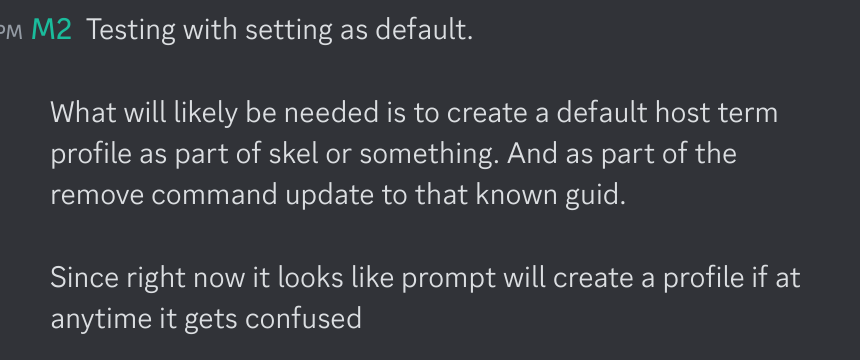 PM M2 Testing with setting as default.
What will likely be needed is to create a default host term
profile as part of skel or something. And as part of the
remove command update to that known guid.
Since right now it looks like prompt will create a profile if at
anytime it gets confused